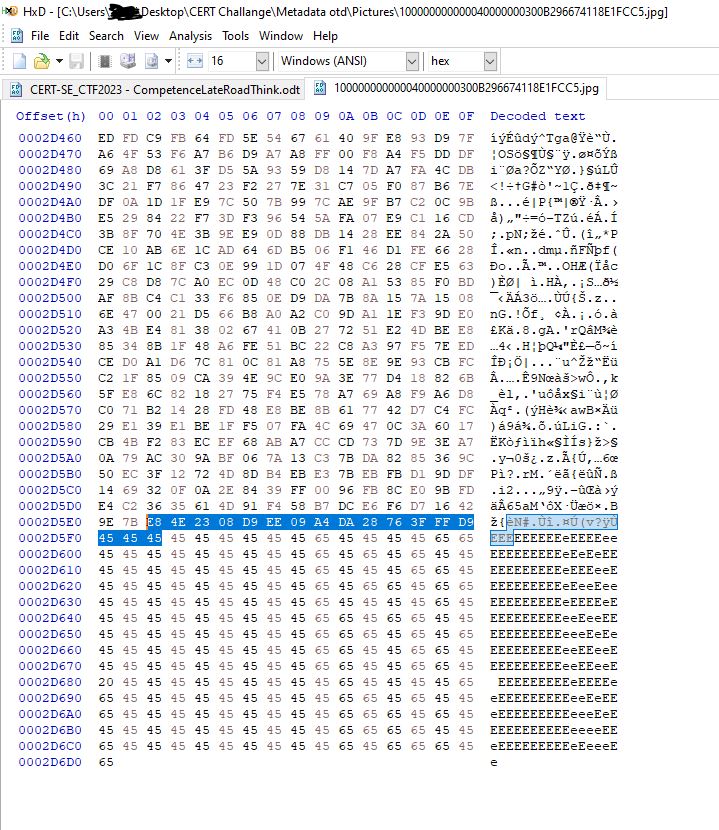 HxD - [C:\Users\ Desktop\CERT Challange\Metadata otd\Pictures\10000000000004000000300B296674118E1FCC5.jpg]
File Edit Search View Analysis Tools Window Help
16 Windows (ANSI) hex
CERT-SE_CTF2023 - CompetenceLateRoadThink.odt 10000000000004000000300B296674118E1FCC5.jpg
Offset(h) 00 01 02 03 04 05 06 07 08 09 0A 0B 0C 0D 0E 0F Decoded text
0002D460 ED FD C9 FB 64 FD 5E 54 67 61 40 9F E8 93 D9 7F íýÉûdý^Tga@Ÿè“Ù.
0002D470 A6 4F 53 F6 A7 B6 D9 A7 A8 FF 00 F8 A4 F5 DD DF ¦OSö§¶Ù§¨ÿ.ø¤õÝß
0002D480 69 A8 D8 61 3F D5 5A 93 59 D8 14 7D A7 FA 4C DB i¨Øa?ÕZ“YØ.}§úLÛ
0002D490 3C 21 F7 86 47 23 F2 27 7E 31 C7 05 F0 87 B6 7E <!÷†G#ò'~1Ç.ð‡¶~
0002D4A0 DF 0A 1D 1F E9 7C 50 7B 99 7C AE 9F B7 C2 0C 9B ß...é|P{™|®Ÿ·Â.›
0002D4B0 E5 29 84 22 F7 3D F3 96 54 5A FA 07 E9 C1 16 CD å)„"÷=ó–TZú.éÁ.Í
0002D4C0 3B 8F 70 4E 3B 9E E9 0D 88 DB 14 28 EE 84 2A 50 ;.pN;žé.ˆÛ.(î„*P
0002D4D0 CE 10 AB 6E 1C AD 64 6D B5 06 F1 46 D1 FE 66 28 Î.«n.­dmµ.ñFÑþf(
0002D4E0 D0 6F 1C 8F C3 0E 99 1D 07 4F 48 C6 28 CF E5 63 Ðo..Ã.™..OHÆ(Ïåc
0002D4F0 29 C8 D8 7C A0 EC 0D 48 C0 2C 08 A1 53 85 F0 BD )ÈØ| ì.HÀ,.¡S…ð½
0002D500 AF 8B C4 C1 33 F6 85 0E D9 DA 7B 8A 15 7A 15 08 ¯‹ÄÁ3ö….ÙÚ{Š.z..
0002D510 6E 47 00 21 D5 66 B8 A0 A2 C0 9D A1 1E F3 9D E0 nG.!Õf¸ ¢À.¡.ó.à
0002D520 A3 4B E4 81 38 02 67 41 0B 27 72 51 E2 4D BE E8 £Kä.8.gA.'rQâM¾è
0002D530 85 34 8B 1F 48 A6 FE 51 BC 22 C8 A3 97 F5 7E ED …4‹.H¦þQ¼"È£—õ~í
0002D540 CE D0 A1 D6 7C 81 0C 81 A8 75 5E 8E 9E 93 CB FC ÎÐ¡Ö|...¨u^Žž“Ëü
0002D550 C2 1F 85 09 CA 39 4E 9C E0 9A 3E 77 D4 18 82 6B Â.….Ê9Nœàš>wÔ.‚k
0002D560 5F E8 6C 82 18 27 75 F4 E5 78 A7 69 A8 F9 A6 D8 _èl‚.'uôåx§i¨ù¦Ø
0002D570 C0 71 B2 14 28 FD 48 E8 BE 8B 61 77 42 D7 C4 FC Àq².(ýHè¾‹awB×Äü
0002D580 29 E1 39 E1 BE 1F F5 07 FA 4C 69 47 0C 3A 60 17 )á9á¾.õ.úLiG.:`.
0002D590 CB 4B F2 83 EC EF 68 AB A7 CC CD 73 7D 9E 3E A7 ËKòƒìïh«§ÌÍs}ž>§
0002D5A0 0A 79 AC 30 9A BF 06 7A 13 C3 7B DA 82 85 36 9C .y¬0š¿.z.Ã{Ú‚…6œ
0002D5B0 50 EC 3F 12 72 4D 8D B4 EB E3 7B EB FB D1 9D DF Pì?.rM.´ëã{ëûÑ.ß
0002D5C0 14 69 32 0F 0A 2E 84 39 FF 00 96 FB 8C E0 9B FD .i2...„9ÿ.–ûŒà›ý
0002D5D0 E4 C2 36 35 61 4D 91 F4 58 B7 DC E6 F6 D7 16 42 äÂ65aM‘ôX·Üæö×.B
0002D5E0 9E 7B E8 4E 23 08 D9 EE 09 A4 DA 28 76 3F FF D9 ž{èN#.Ùî.¤Ú(v?ÿÙ
0002D5F0 45 45 45 45 45 45 45 45 45 65 45 45 45 45 65 65 EEEEEEEEEeEEEEee
0002D600 45 45 45 45 45 45 45 45 45 65 65 45 45 65 45 45 EEEEEEEEEeeEEeEE
0002D610 45 45 45 45 45 45 45 45 45 65 65 65 45 45 45 45 EEEEEEEEEeeeEEEE
0002D620 45 45 45 45 45 45 45 45 45 65 65 65 45 45 45 45 EEEEEEEEEeeeEEEE
0002D630 45 45 45 45 45 45 45 45 45 45 65 65 65 45 65 45 EEEEEEEEEEeeeEeE
0002D640 45 45 45 45 45 45 45 45 45 65 65 45 65 45 45 65 EEEEEEEEEeeEeEEe
0002D650 45 45 45 45 45 45 45 45 45 65 65 45 65 65 65 45 EEEEEEEEEeeEeeeE
0002D660 45 45 45 45 45 45 45 45 45 65 65 65 45 65 45 65 EEEEEEEEEeeeEeEe
0002D670 45 45 45 45 45 45 45 45 45 65 65 45 65 65 45 45 EEEEEEEEEeeEeeEE
0002D680 20 45 45 45 45 45 45 45 45 45 65 65 45 65 65 45 EEEEEEEEEeeEeeE
0002D690 65 45 45 45 45 45 45 45 45 45 65 65 45 65 45 45 eEEEEEEEEEeeEeEE
0002D6A0 65 45 45 45 45 45 45 45 45 45 65 65 45 45 45 45 eEEEEEEEEEeeEEEE
0002D6B0 65 45 45 45 45 45 45 45 45 45 65 65 45 45 65 45 eEEEEEEEEEeeEEeE
0002D6C0 65 45 45 45 45 45 45 45 45 45 65 45 65 65 65 45 eEEEEEEEEEeEeeeE
0002D6D0 65 e